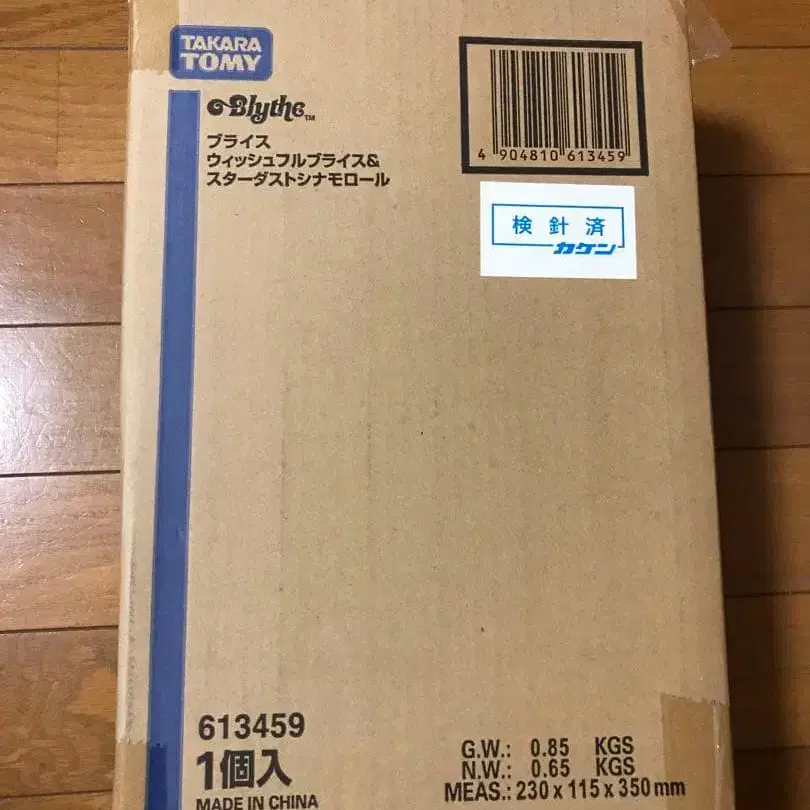 TAKARA
TOMY
Blythe™
ブライス
ウィッシュフルブライス&
スターダストシナモロール
4 904810 613459
検針済
カケン
613459
1個入
MADE IN CHINA
G.W.: 0.85 KGS
N.W.: 0.65 KGS
MEAS.: 230 x 115 x 350 mm